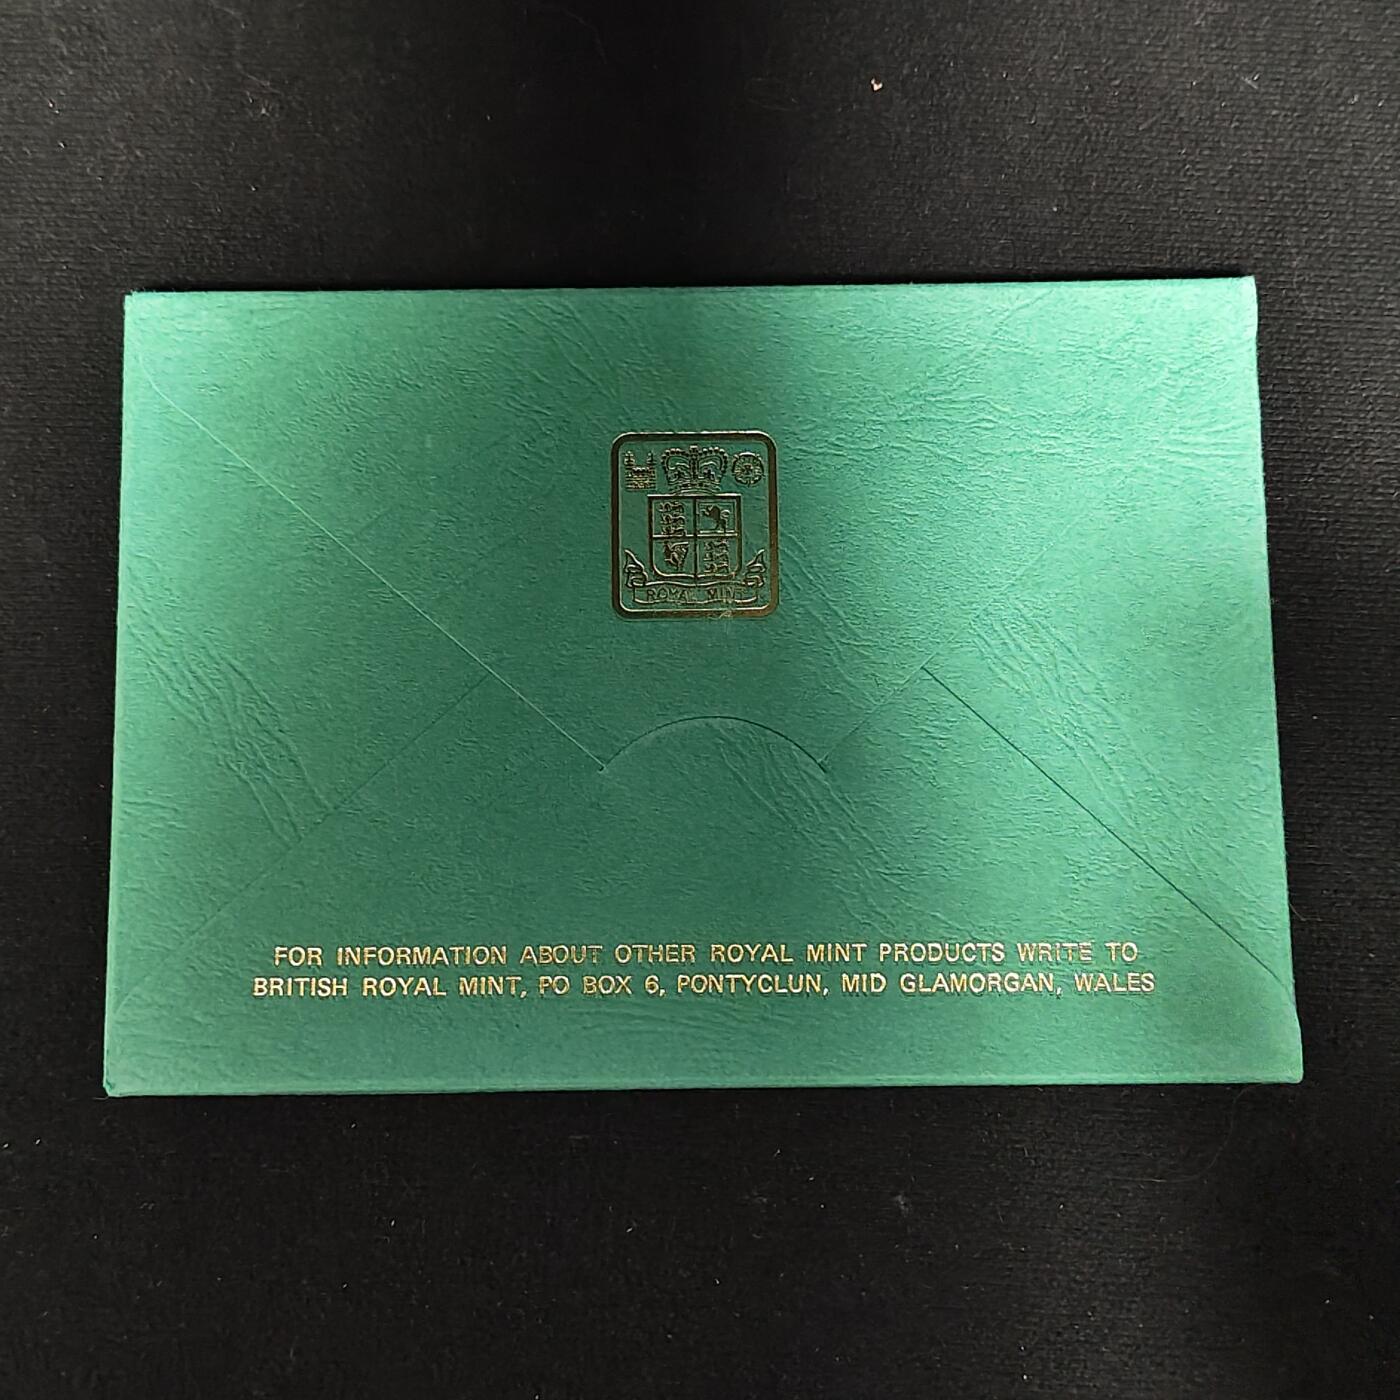 ROYAL MINT
FOR INFORMATION ABOUT OTHER ROYAL MINT PRODUCTS WRITE TO
BRITISH ROYAL MINT, PO BOX 6, PONTYCLUN, MID GLAMORGAN, WALES